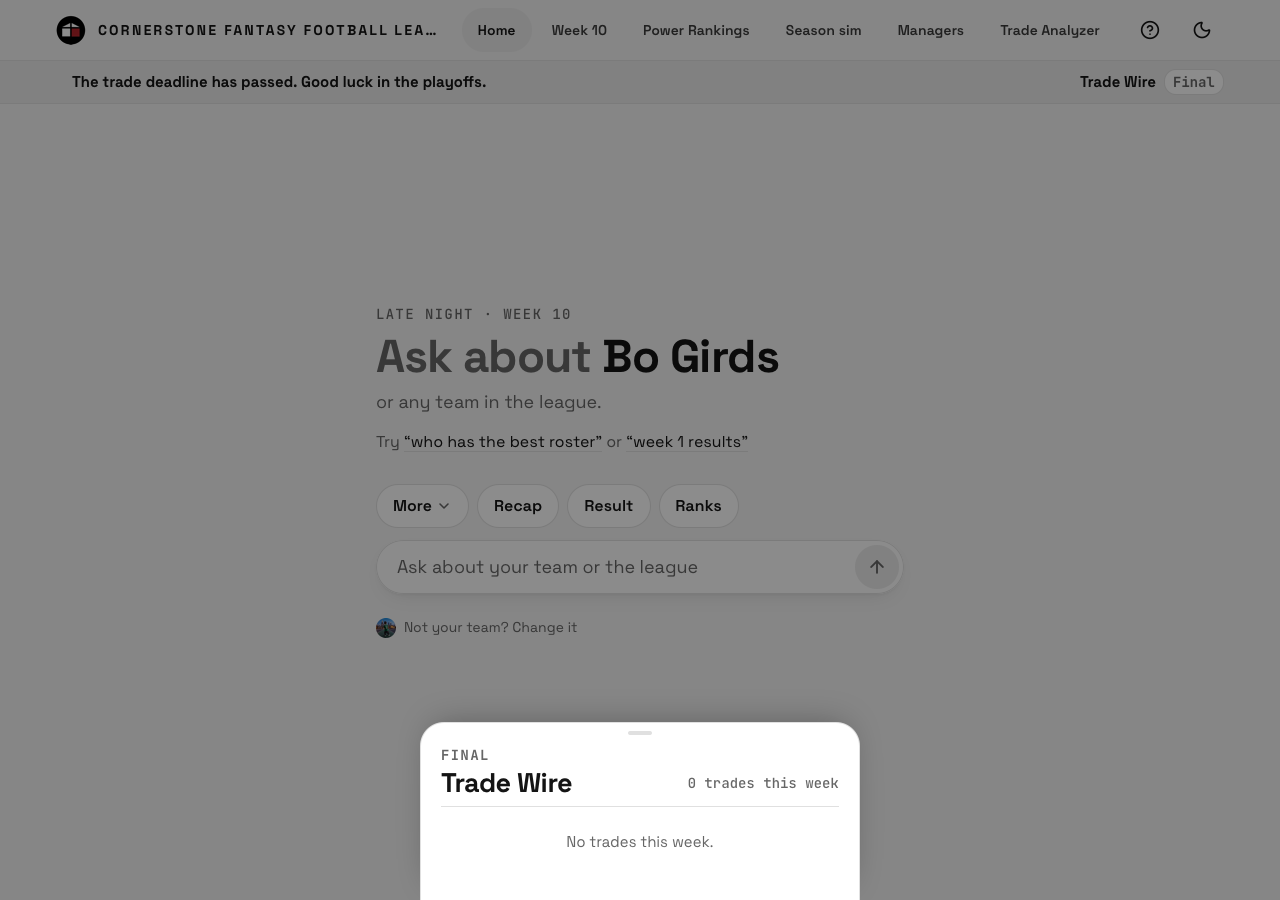 CORNERSTONE FANTASY FOOTBALL LEA… Home Week 10 Power Rankings Season sim Managers Trade Analyzer
The trade deadline has passed. Good luck in the playoffs. Trade Wire Final
LATE NIGHT · WEEK 10
Ask about Bo Girds
or any team in the league.
Try “who has the best roster” or “week 1 results”
More Recap Result Ranks
Ask about your team or the league
Not your team? Change it
FINAL
Trade Wire 0 trades this week
No trades this week.